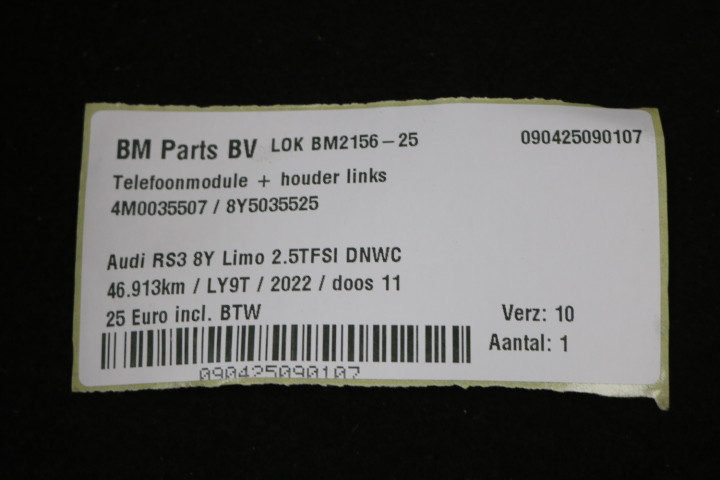 BM Parts BV LOK BM2156-25 090425090107
Telefoonmodule + houder links
4M0035507 / 8Y5035525
Audi RS3 8Y Limo 2.5TFSI DNWC
46.913km / LY9T / 2022 / doos 11
25 Euro incl. BTW Verz: 10
Aantal: 1
090425090107